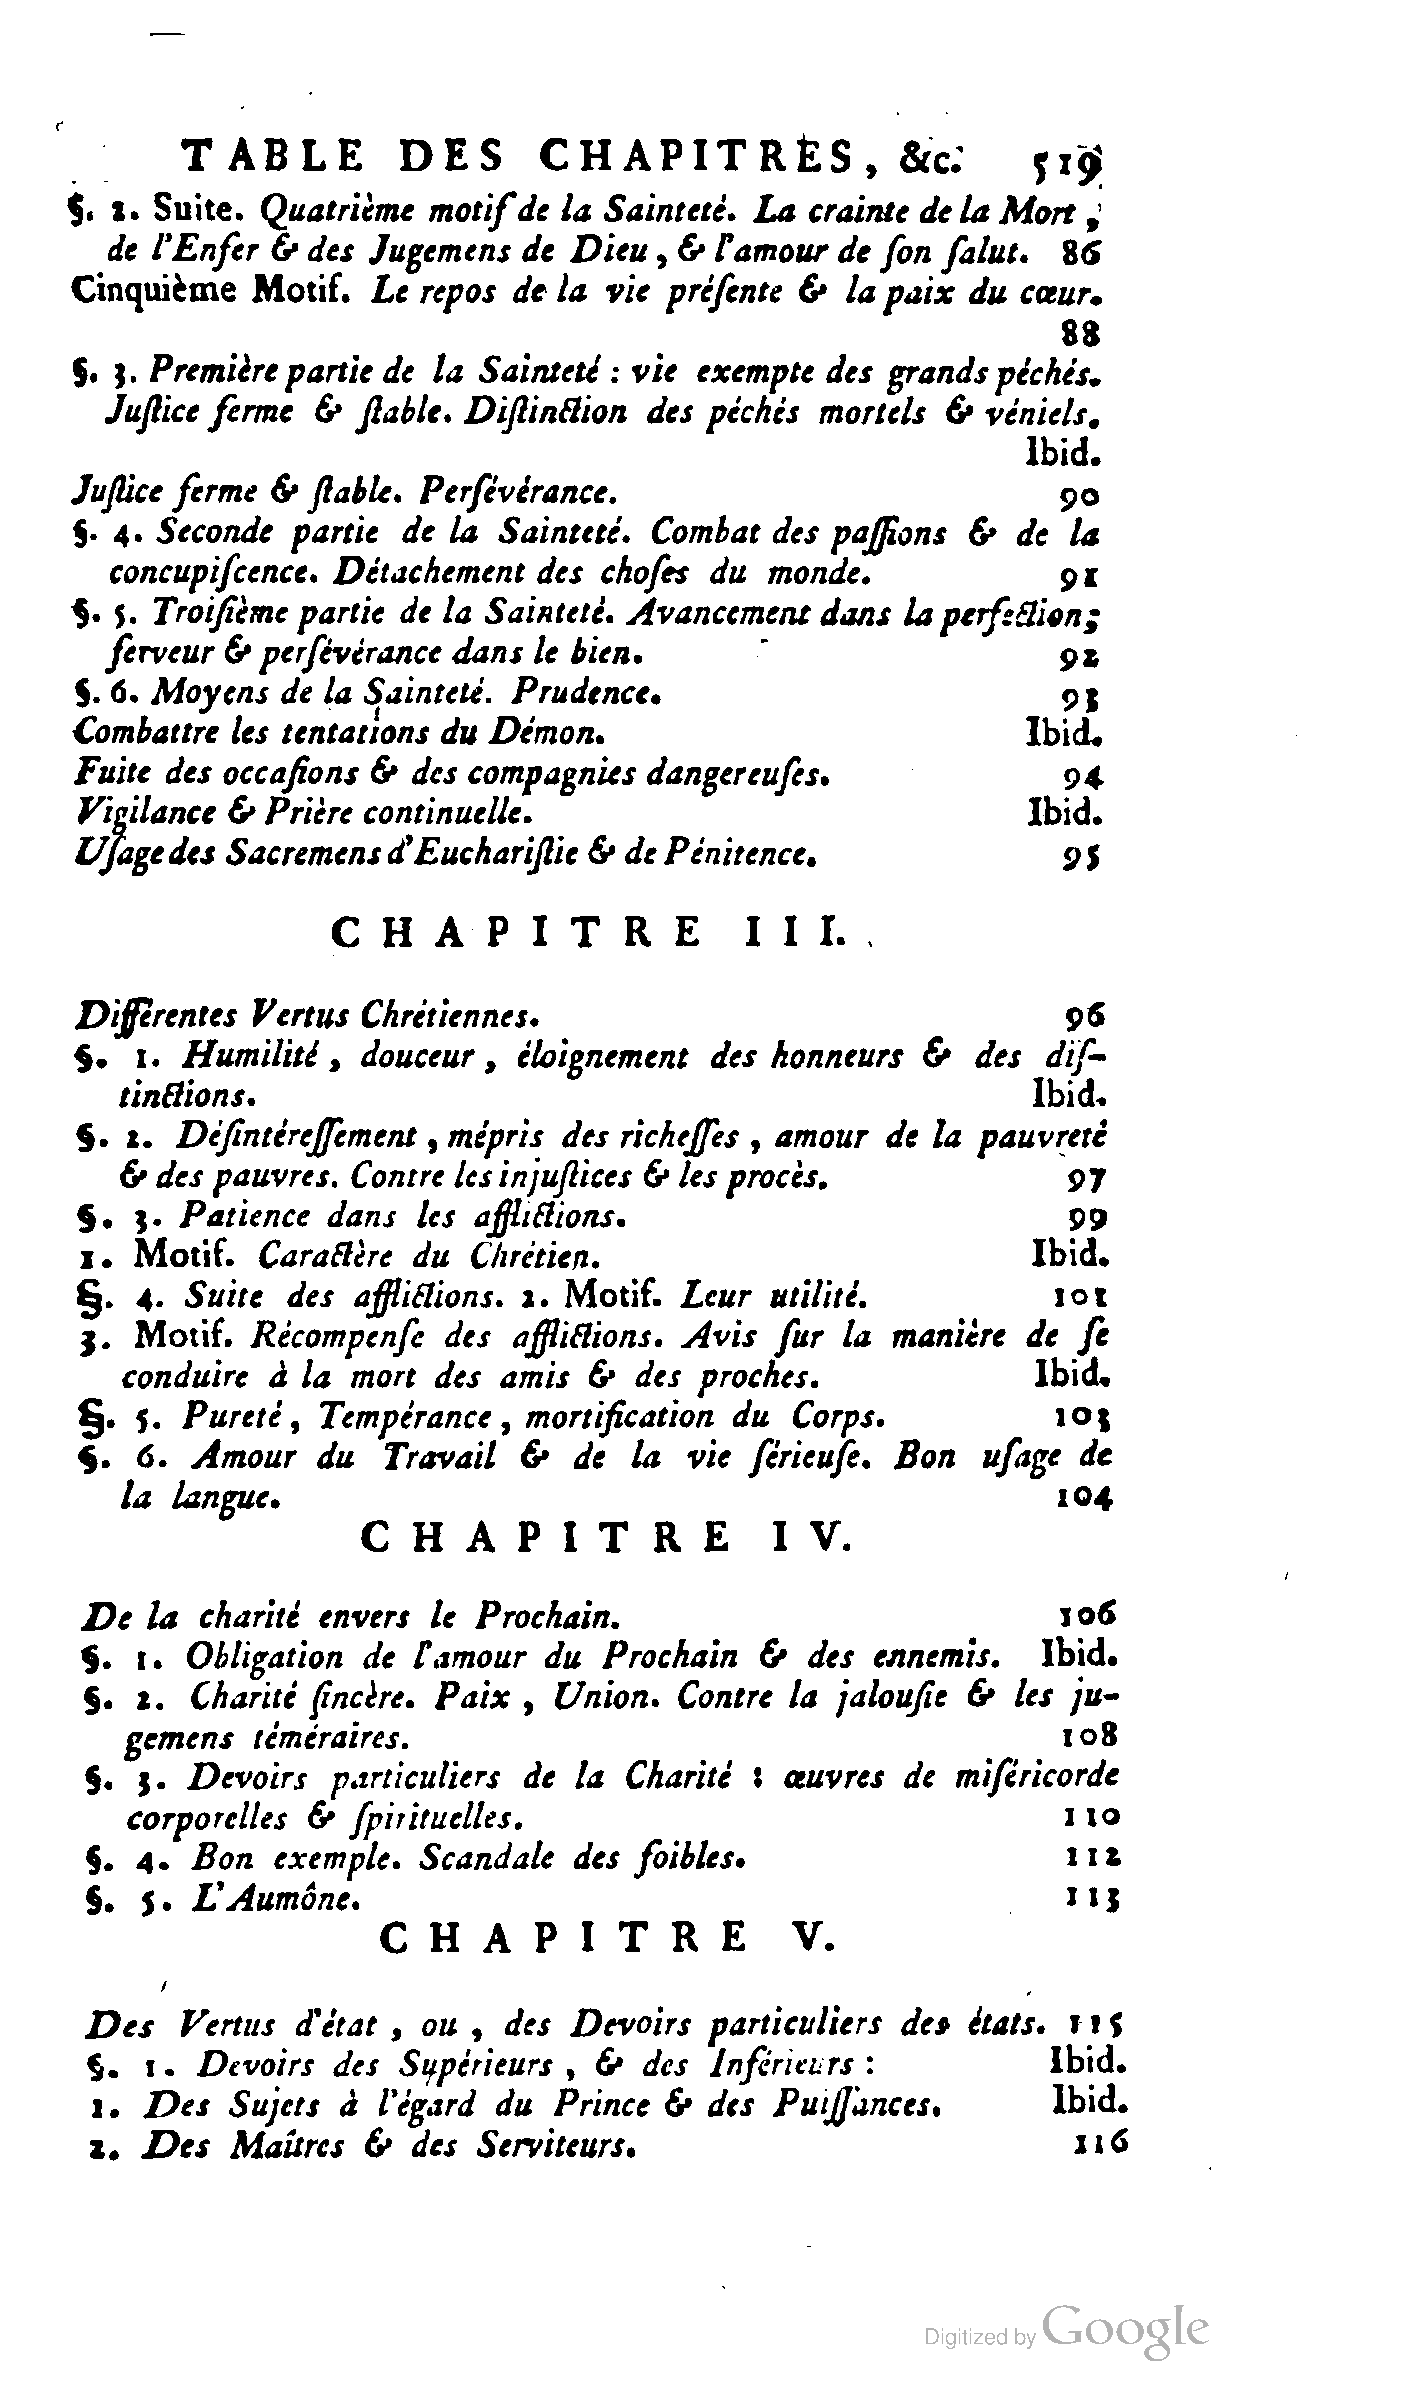 TABLE DES CHAPITRES, &c. 519
§. 2. Suite. Quatrième motif de la Sainteté. La crainte de la Mort,
de l'Enfer & des Jugemens de Dieu, & l'amour de ſon ſalut. 86
Cinquième Motif. Le repos de la vie préſente & la paix du cœur.
88
§. 3. Première partie de la Sainteté : vie exempte des grands péchés.
Juſtice ferme & ſtable. Diſtinction des péchés mortels & véniels.
Ibid.
Juſtice ferme & ſtable. Perſévérance. 90
§. 4. Seconde partie de la Sainteté. Combat des paſſions & de la
concupiſcence. Détachement des choſes du monde. 91
§. 5. Troiſième partie de la Sainteté. Avancement dans la perfection;
ferveur & perſévérance dans le bien. 92
§. 6. Moyens de la Sainteté. Prudence. 93
Combattre les tentations du Démon. Ibid.
Fuite des occaſions & des compagnies dangereuſes. 94
Vigilance & Prière continuelle. Ibid.
Uſage des Sacremens d'Euchariſtie & de Pénitence. 95
CHAPITRE III.
Différentes Vertus Chrétiennes. 96
§. 1. Humilité, douceur, éloignement des honneurs & des diſ-
tinctions. Ibid.
§. 2. Déſintéreſſement, mépris des richeſſes, amour de la pauvreté
& des pauvres. Contre les injuſtices & les procès. 97
§. 3. Patience dans les afflictions. 99
1. Motif. Caractère du Chrétien. Ibid.
§. 4. Suite des afflictions. 2. Motif. Leur utilité. 101
3. Motif. Récompenſe des afflictions. Avis ſur la manière de ſe
conduire à la mort des amis & des proches. Ibid.
§. 5. Pureté, Tempérance, mortification du Corps. 103
§. 6. Amour du Travail & de la vie ſérieuſe. Bon uſage de
la langue. 104
CHAPITRE IV.
De la charité envers le Prochain. 106
§. 1. Obligation de l'amour du Prochain & des ennemis. Ibid.
§. 2. Charité ſincère. Paix, Union. Contre la jalouſie & les ju-
gemens téméraires. 108
§. 3. Devoirs particuliers de la Charité : œuvres de miſéricorde
corporelles & ſpirituelles. 110
§. 4. Bon exemple. Scandale des foibles. 112
§. 5. L'Aumône. 113
CHAPITRE V.
Des Vertus d'état, ou, des Devoirs particuliers des états. 115
§. 1. Devoirs des Supérieurs, & des Inférieurs : Ibid.
1. Des Sujets à l'égard du Prince & des Puiſſances. Ibid.
2. Des Maîtres & des Serviteurs. 116
Digitized by Google